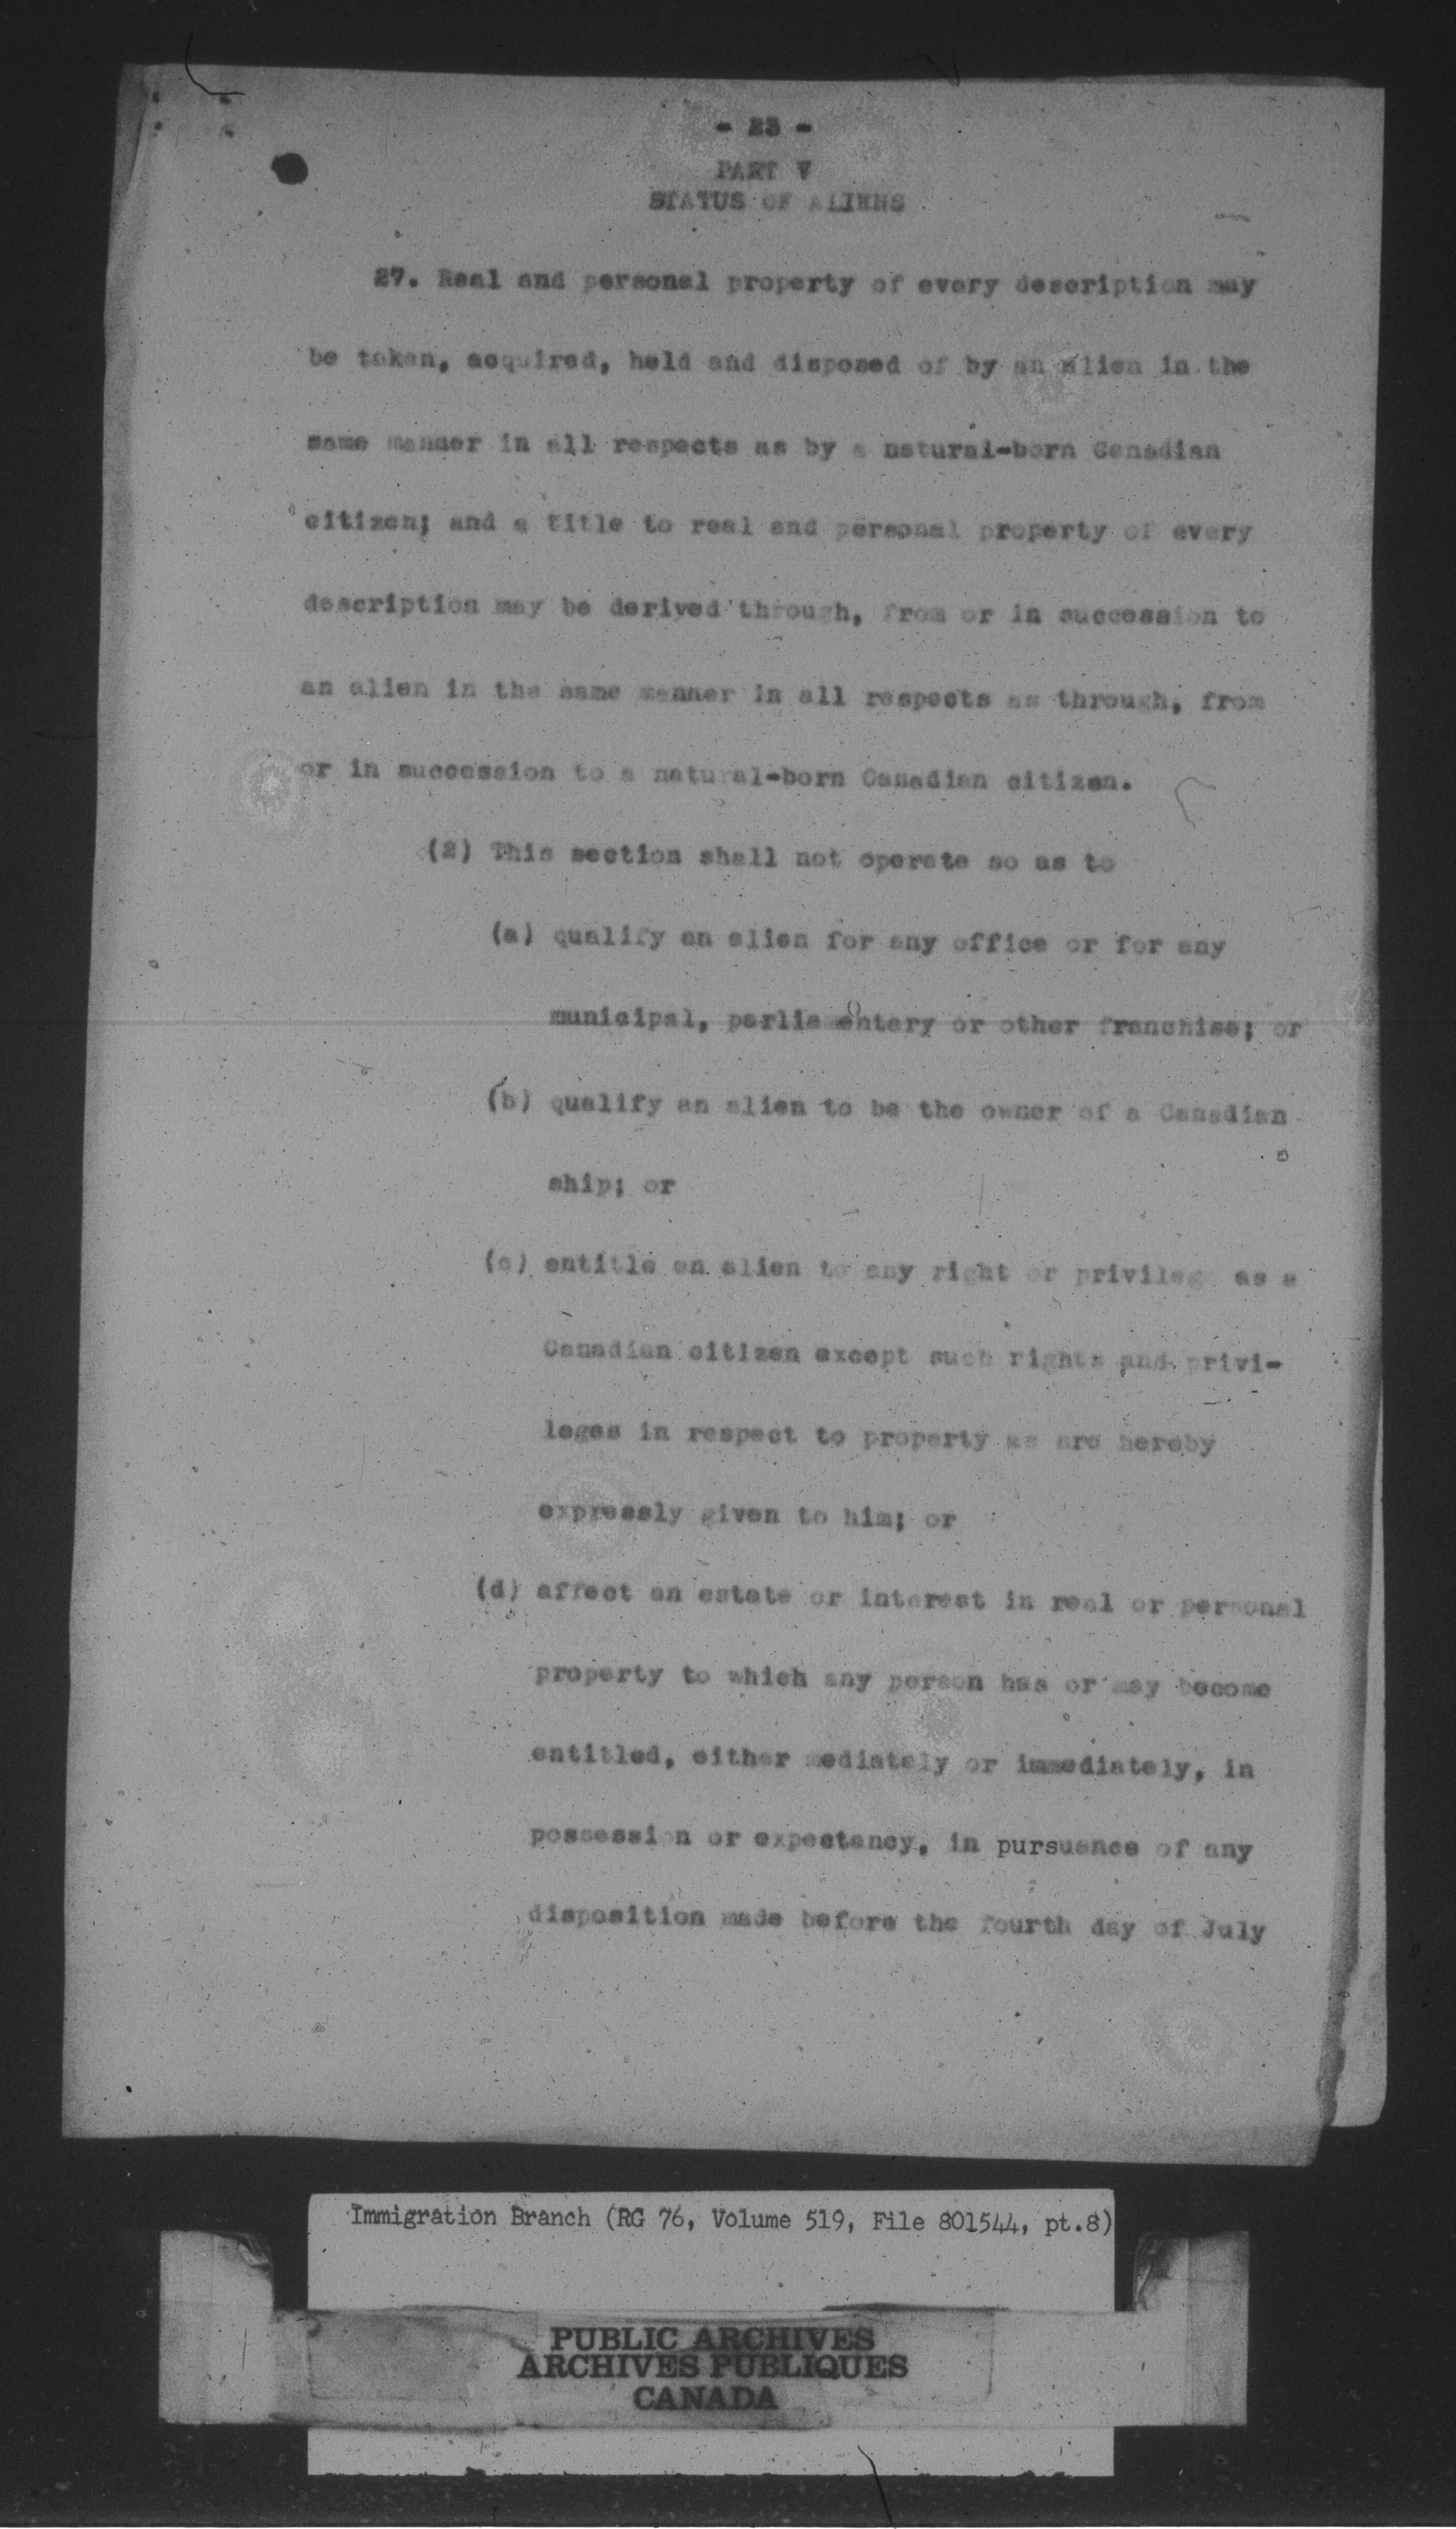 - 23 -
PART V
STATUS OF ALIENS
27. Real and personal property of every description may
be taken, acquired, held and disposed of by an alien in the
same manner in all respects as by a natural-born Canadian
citizen; and a title to real and personal property of every
description may be derived through, from or in succession to
an alien in the same manner in all respects as through, from
or in succession to a natural-born Canadian citizen.
(2) This section shall not operate so as to
(a) qualify an alien for any office or for any
municipal, parliamentary or other franchise; or
(b) qualify an alien to be the owner of a Canadian
ship; or
(c) entitle an alien to any right or privilege as a
Canadian citizen except such rights and privi-
leges in respect to property as are hereby
expressly given to him; or
(d) affect an estate or interest in real or personal
property to which any person has or may become
entitled, either mediately or immediately, in
possession or expectancy, in pursuance of any
disposition made before the fourth day of July
Immigration Branch (RG 76, Volume 519, File 801544, pt.8)
PUBLIC ARCHIVES
ARCHIVES PUBLIQUES
CANADA